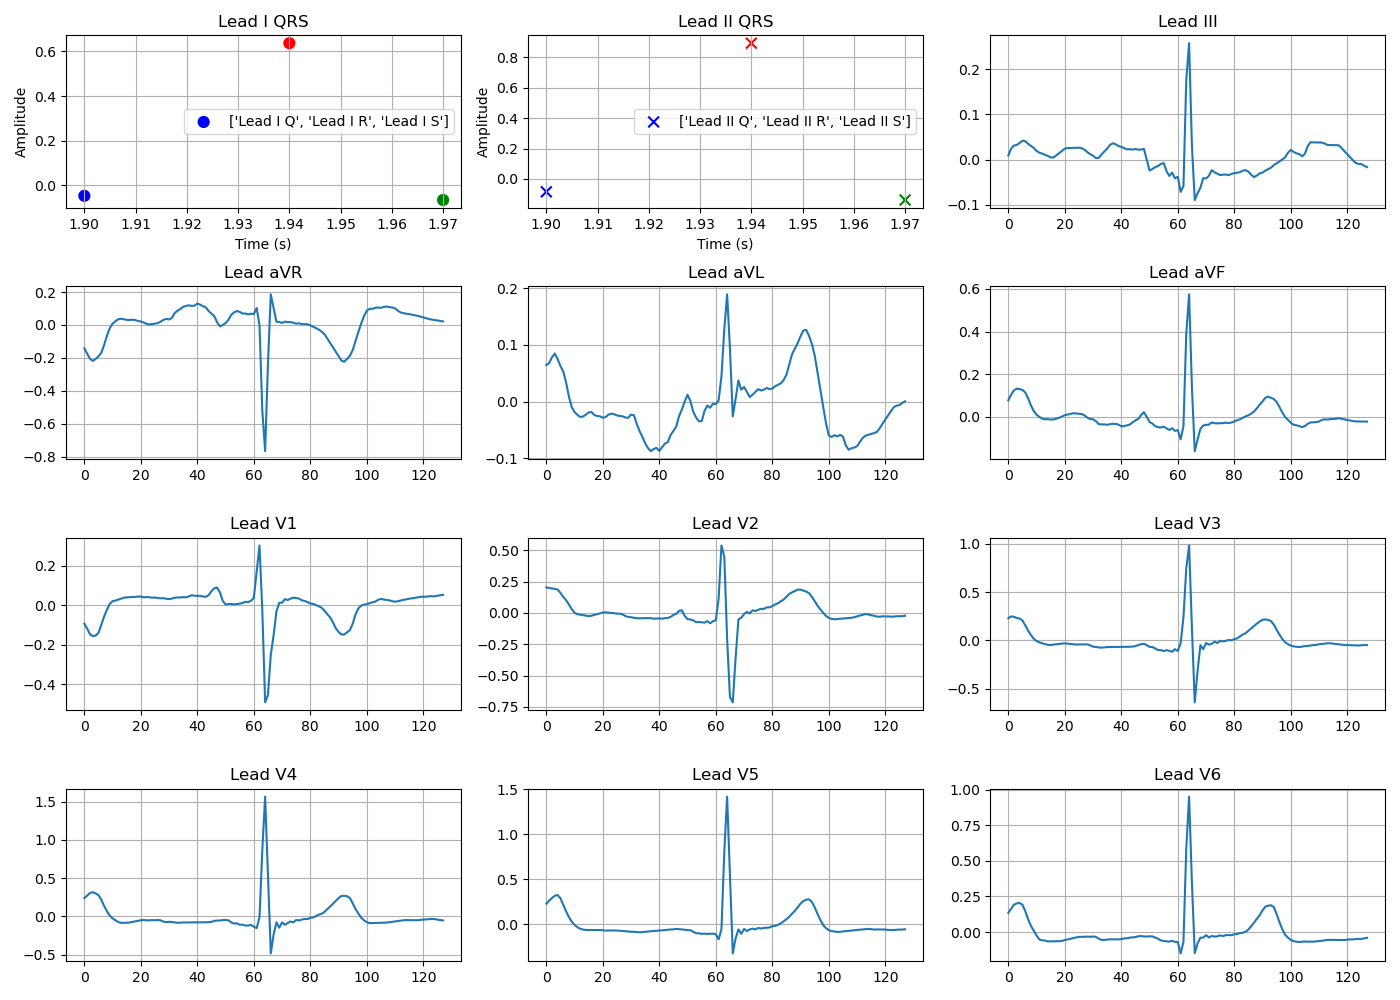 Lead I QRS
Lead II QRS
Lead III
Amplitude
0.6
0.4
0.2
0.0
['Lead I Q', 'Lead I R', 'Lead I S']
1.90 1.91 1.92 1.93 1.94 1.95 1.96 1.97
Time (s)
Amplitude
0.8
0.6
0.4
0.2
0.0
['Lead II Q', 'Lead II R', 'Lead II S']
1.90 1.91 1.92 1.93 1.94 1.95 1.96 1.97
Time (s)
0.2
0.1
0.0
−0.1
0 20 40 60 80 100 120
Lead aVR
0.2
0.0
−0.2
−0.4
−0.6
−0.8
0 20 40 60 80 100 120
Lead aVL
0.2
0.1
0.0
−0.1
0 20 40 60 80 100 120
Lead aVF
0.6
0.4
0.2
0.0
0 20 40 60 80 100 120
Lead V1
0.2
0.0
−0.2
−0.4
0 20 40 60 80 100 120
Lead V2
0.50
0.25
0.00
−0.25
−0.50
−0.75
0 20 40 60 80 100 120
Lead V3
1.0
0.5
0.0
−0.5
0 20 40 60 80 100 120
Lead V4
1.5
1.0
0.5
0.0
−0.5
0 20 40 60 80 100 120
Lead V5
1.5
1.0
0.5
0.0
0 20 40 60 80 100 120
Lead V6
1.00
0.75
0.50
0.25
0.00
0 20 40 60 80 100 120